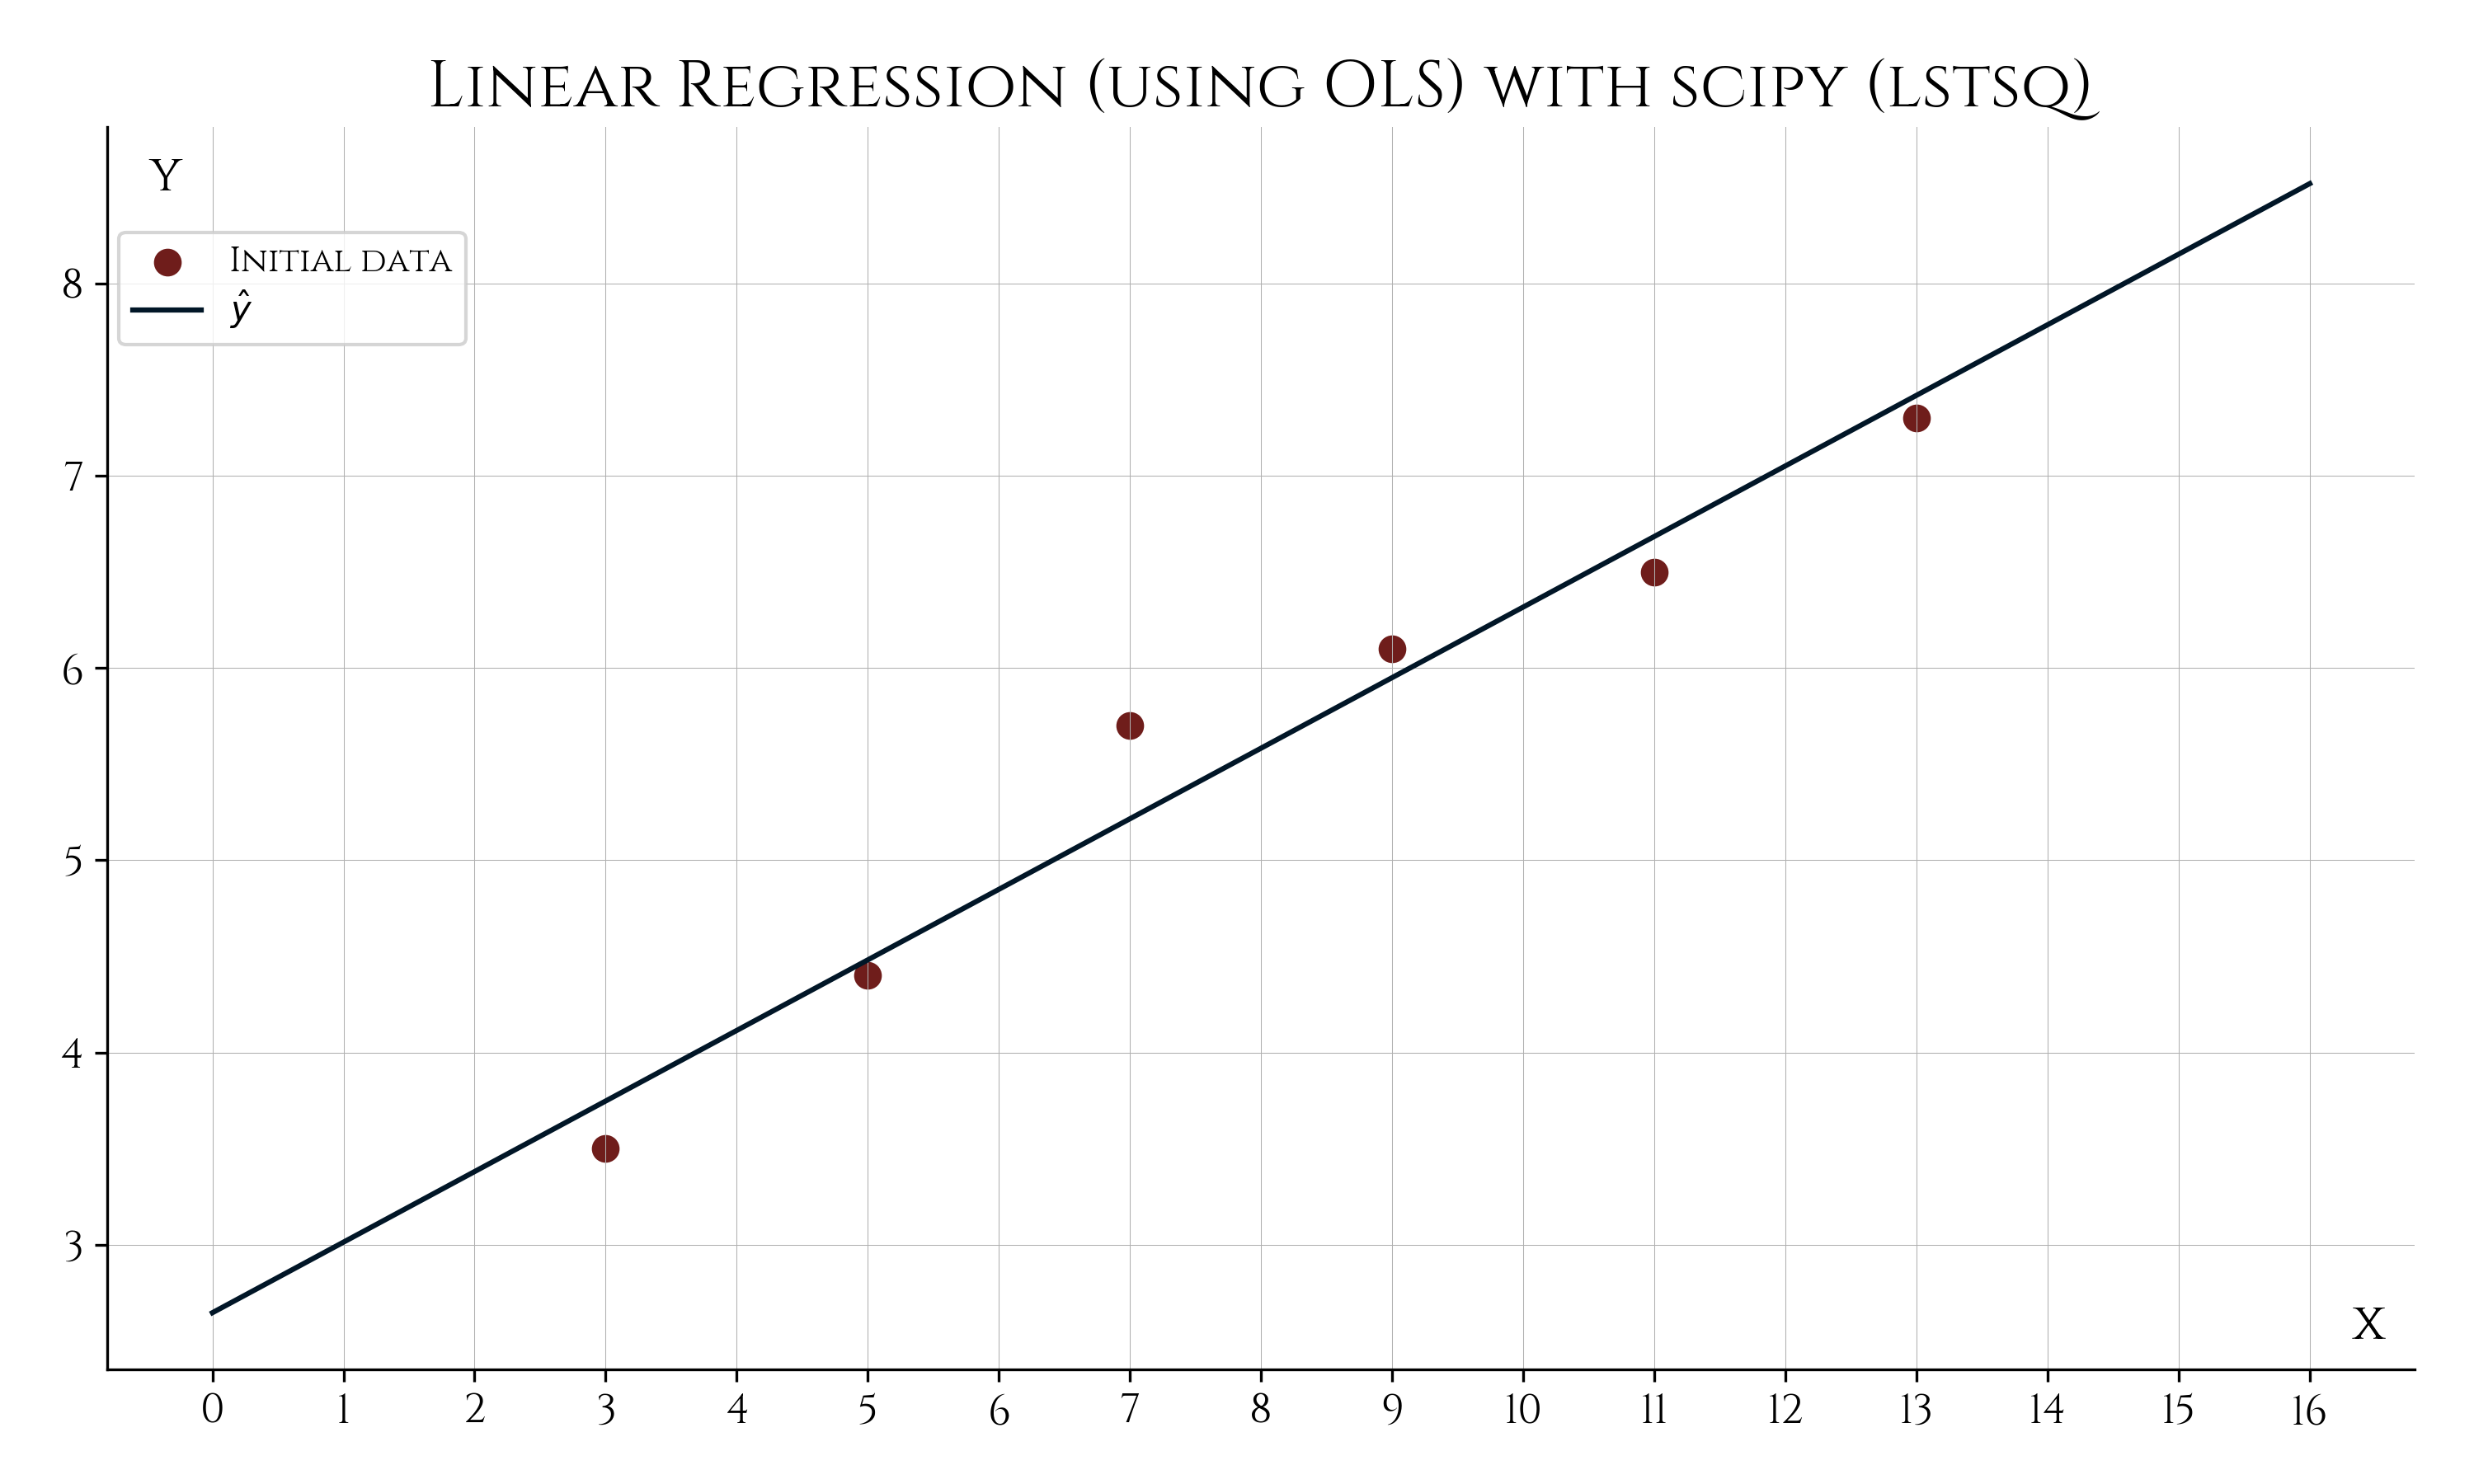 Linear Regression (using OLS) with scipy (lstsq)
Y
Initial data
ŷ
8
7
6
5
4
3
X
0 1 2 3 4 5 6 7 8 9 10 11 12 13 14 15 16